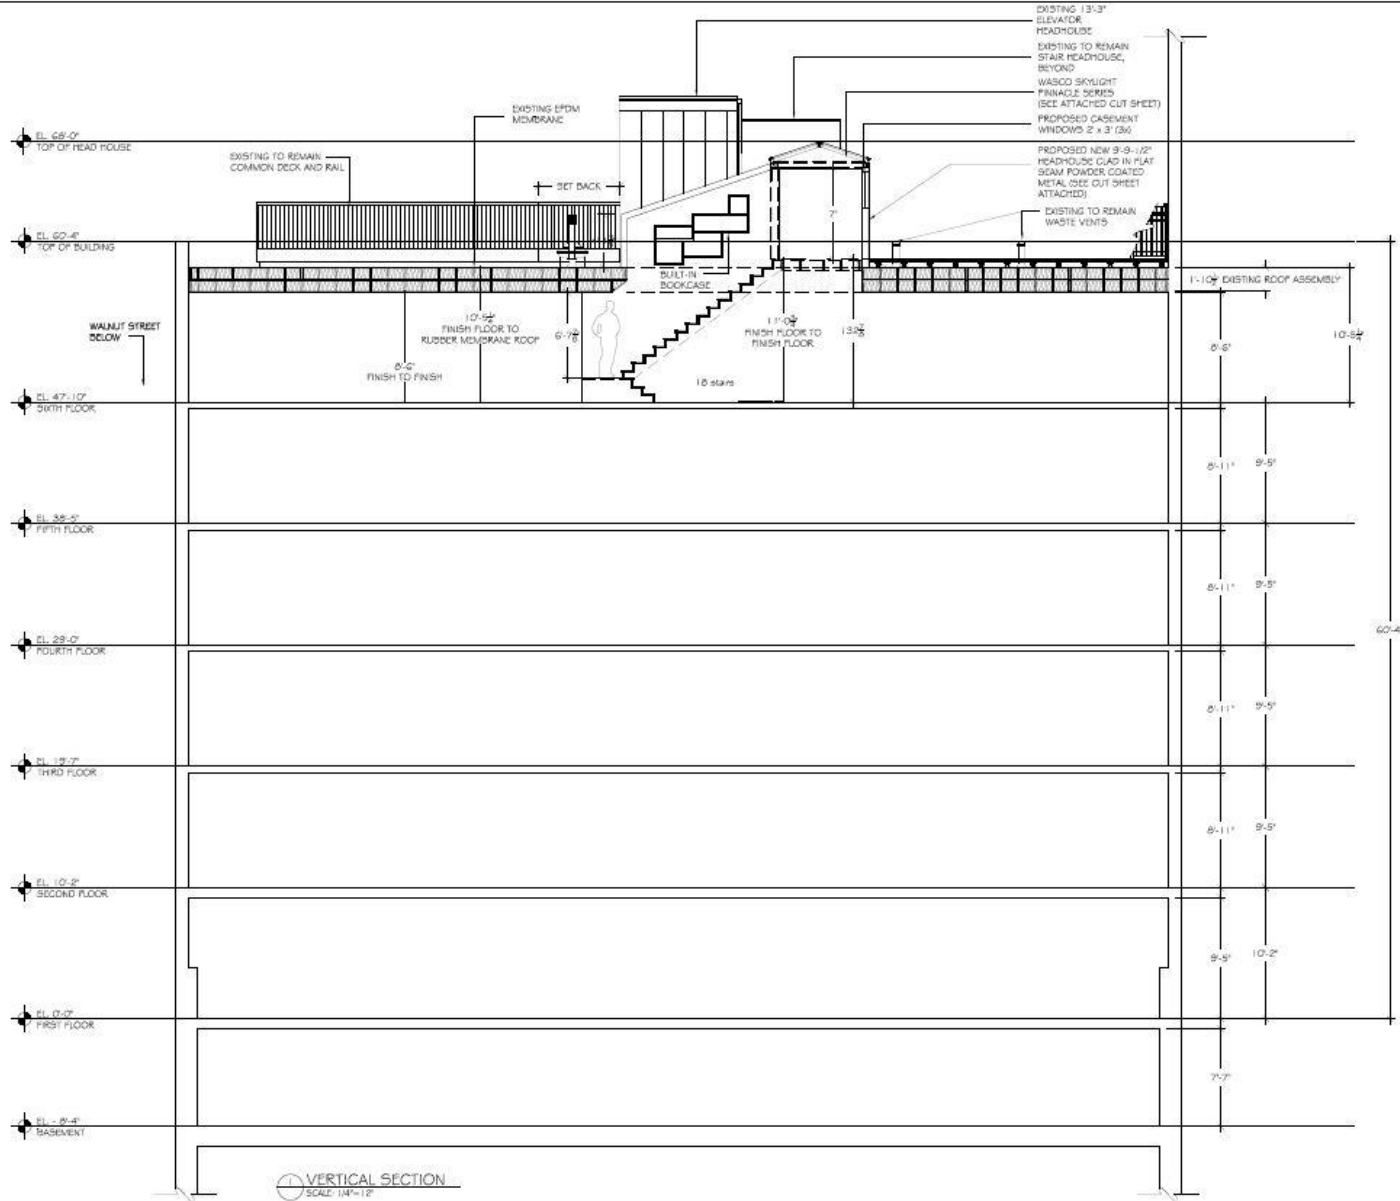 EXISTING 13'-3"
ELEVATOR
HEADHOUSE
EXISTING TO REMAIN
STAIR HEADHOUSE,
BEYOND
WASCO SKYLIGHT
PINNACLE SERIES
(SEE ATTACHED CUT SHEET)
PROPOSED CASEMENT
WINDOWS 2' x 3' (3x)
PROPOSED NEW 9'-9-1/2"
HEADHOUSE CLAD IN FLAT
SEAM POWDER COATED
METAL (SEE CUT SHEET
ATTACHED)
EXISTING TO REMAIN
WASTE VENTS
EXISTING EPDM
MEMBRANE
EL. 68'-0"
TOP OF HEAD HOUSE
EXISTING TO REMAIN
COMMON DECK AND RAIL
SET BACK
7'
EL. 60'-4"
TOP OF BUILDING
BUILT-IN
BOOKCASE
EXISTING ROOF ASSEMBLY
WALNUT STREET
BELOW
FINISH FLOOR TO
RUBBER MEMBRANE ROOF
FINISH FLOOR TO
FINISH FLOOR
8'-6"
FINISH TO FINISH
18 stairs
8'-6"
EL. 47'-10"
SIXTH FLOOR
8'-11"
9'-5"
EL. 38'-5"
FIFTH FLOOR
8'-11"
9'-5"
EL. 29'-0"
FOURTH FLOOR
60'-4
8'-11"
9'-5"
EL. 19'-7"
THIRD FLOOR
8'-11"
9'-5"
EL. 10'-2"
SECOND FLOOR
9'-5"
10'-2"
EL. 0'-0"
FIRST FLOOR
7'-7"
EL. - 8'-4"
BASEMENT
1
VERTICAL SECTION
SCALE: 1/4"=12"